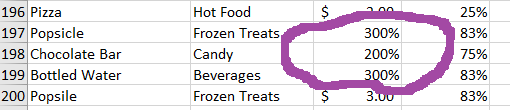 196 Pizza Hot Food $ 2.00 25%
197 Popsicle Frozen Treats 300% 83%
198 Chocolate Bar Candy 200% 75%
199 Bottled Water Beverages 300% 83%
200 Popsile Frozen Treats $ 3.00 83%